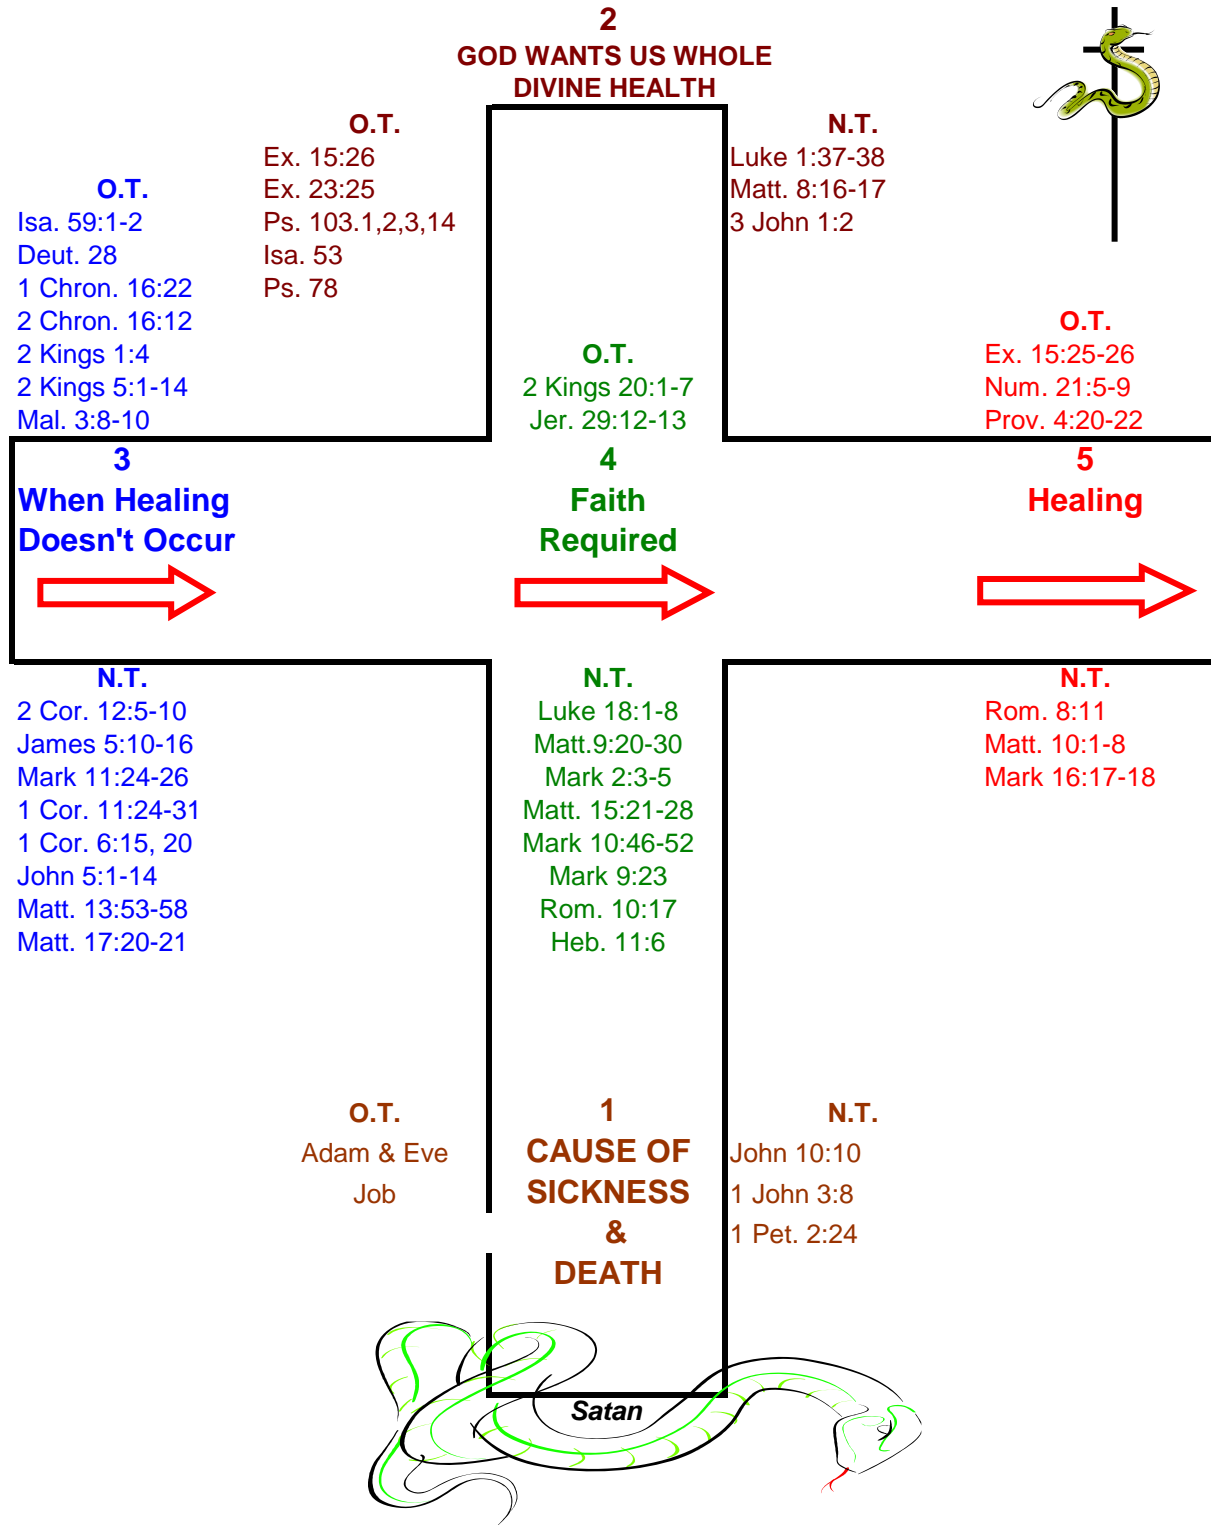 2
GOD WANTS US WHOLE
DIVINE HEALTH
O.T.
Ex. 15:26
Ex. 23:25
Ps. 103.1,2,3,14
Isa. 53
Ps. 78
N.T.
Luke 1:37-38
Matt. 8:16-17
3 John 1:2
O.T.
Isa. 59:1-2
Deut. 28
1 Chron. 16:22
2 Chron. 16:12
2 Kings 1:4
2 Kings 5:1-14
Mal. 3:8-10
3
When Healing
Doesn't Occur
N.T.
2 Cor. 12:5-10
James 5:10-16
Mark 11:24-26
1 Cor. 11:24-31
1 Cor. 6:15, 20
John 5:1-14
Matt. 13:53-58
Matt. 17:20-21
O.T.
2 Kings 20:1-7
Jer. 29:12-13
4
Faith
Required
N.T.
Luke 18:1-8
Matt.9:20-30
Mark 2:3-5
Matt. 15:21-28
Mark 10:46-52
Mark 9:23
Rom. 10:17
Heb. 11:6
O.T.
Ex. 15:25-26
Num. 21:5-9
Prov. 4:20-22
5
Healing
N.T.
Rom. 8:11
Matt. 10:1-8
Mark 16:17-18
O.T.
Adam & Eve
Job
1
CAUSE OF
SICKNESS
&
DEATH
N.T.
John 10:10
1 John 3:8
1 Pet. 2:24
Satan